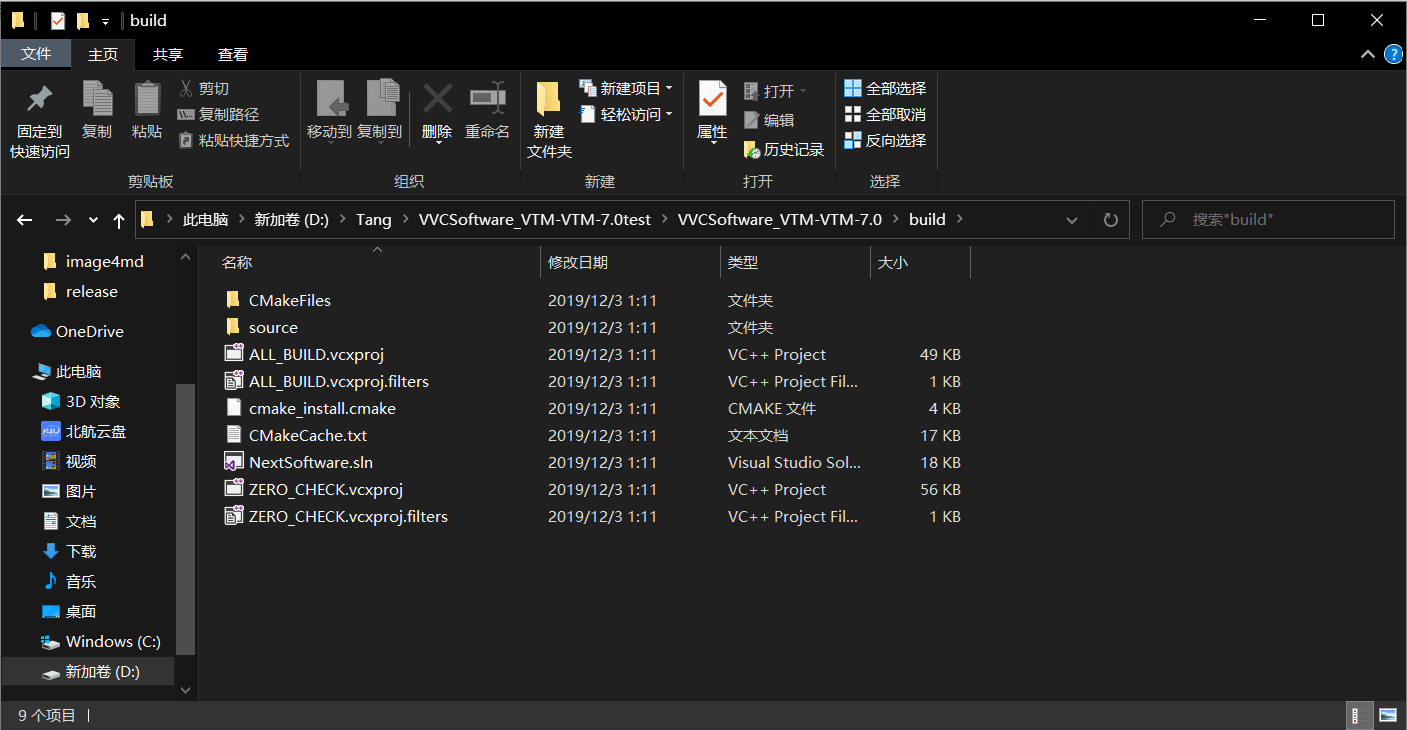 build
文件 主页 共享 查看
固定到 快速访问
复制
粘贴
剪切
复制路径
粘贴快捷方式
剪贴板
移动到
复制到
删除
重命名
组织
新建 文件夹
新建项目
轻松访问
新建
属性
打开
编辑
历史记录
打开
全部选择
全部取消
反向选择
选择
此电脑 新加卷 (D:) Tang VVCSoftware_VTM-VTM-7.0test VVCSoftware_VTM-VTM-7.0 build
搜索"build"
image4md
release
OneDrive
此电脑
3D 对象
北航云盘
视频
图片
文档
下载
音乐
桌面
Windows (C:)
新加卷 (D:)
名称 修改日期 类型 大小
CMakeFiles 2019/12/3 1:11 文件夹
source 2019/12/3 1:11 文件夹
ALL_BUILD.vcxproj 2019/12/3 1:11 VC++ Project 49 KB
ALL_BUILD.vcxproj.filters 2019/12/3 1:11 VC++ Project Fil... 1 KB
cmake_install.cmake 2019/12/3 1:11 CMAKE 文件 4 KB
CMakeCache.txt 2019/12/3 1:11 文本文档 17 KB
NextSoftware.sln 2019/12/3 1:11 Visual Studio Sol... 18 KB
ZERO_CHECK.vcxproj 2019/12/3 1:11 VC++ Project 56 KB
ZERO_CHECK.vcxproj.filters 2019/12/3 1:11 VC++ Project Fil... 1 KB
9 个项目